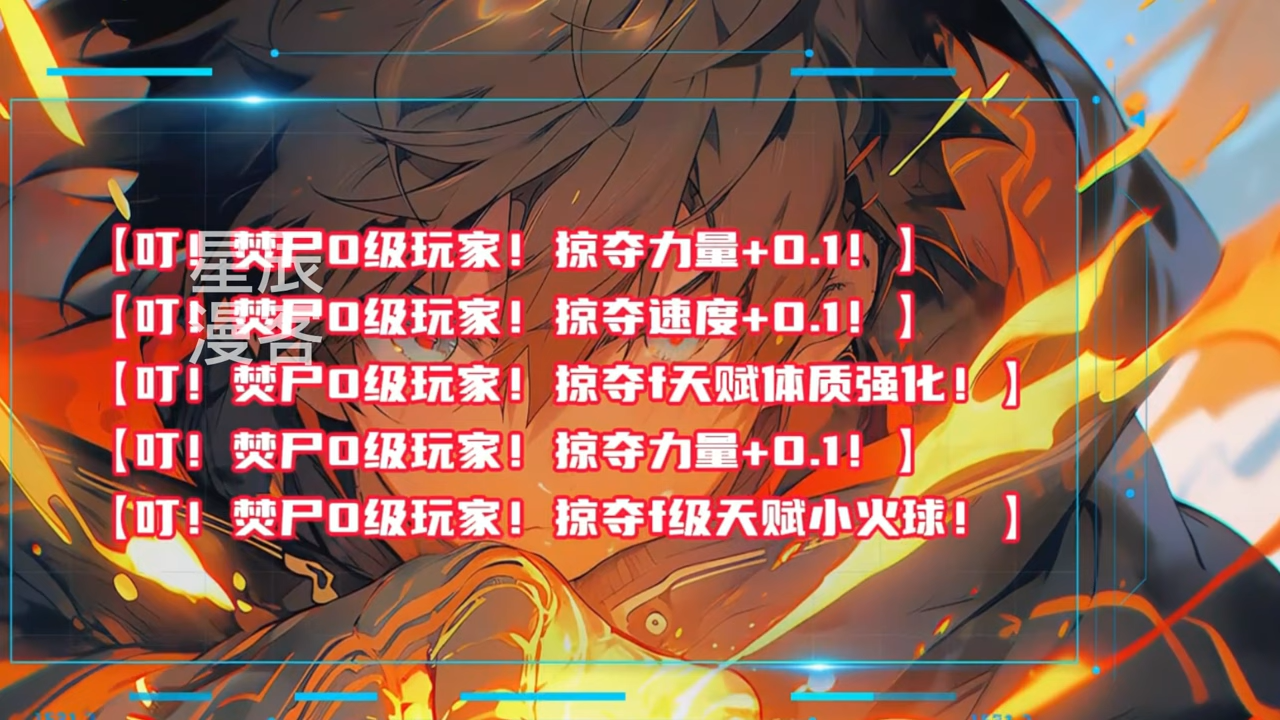 【叮！焚尸0级玩家！掠夺力量+0.1！】
【叮！焚尸0级玩家！掠夺速度+0.1！】
【叮！焚尸0级玩家！掠夺f天赋体质强化！】
【叮！焚尸0级玩家！掠夺力量+0.1！】
【叮！焚尸0级玩家！掠夺f级天赋小火球！】
星辰
漫客